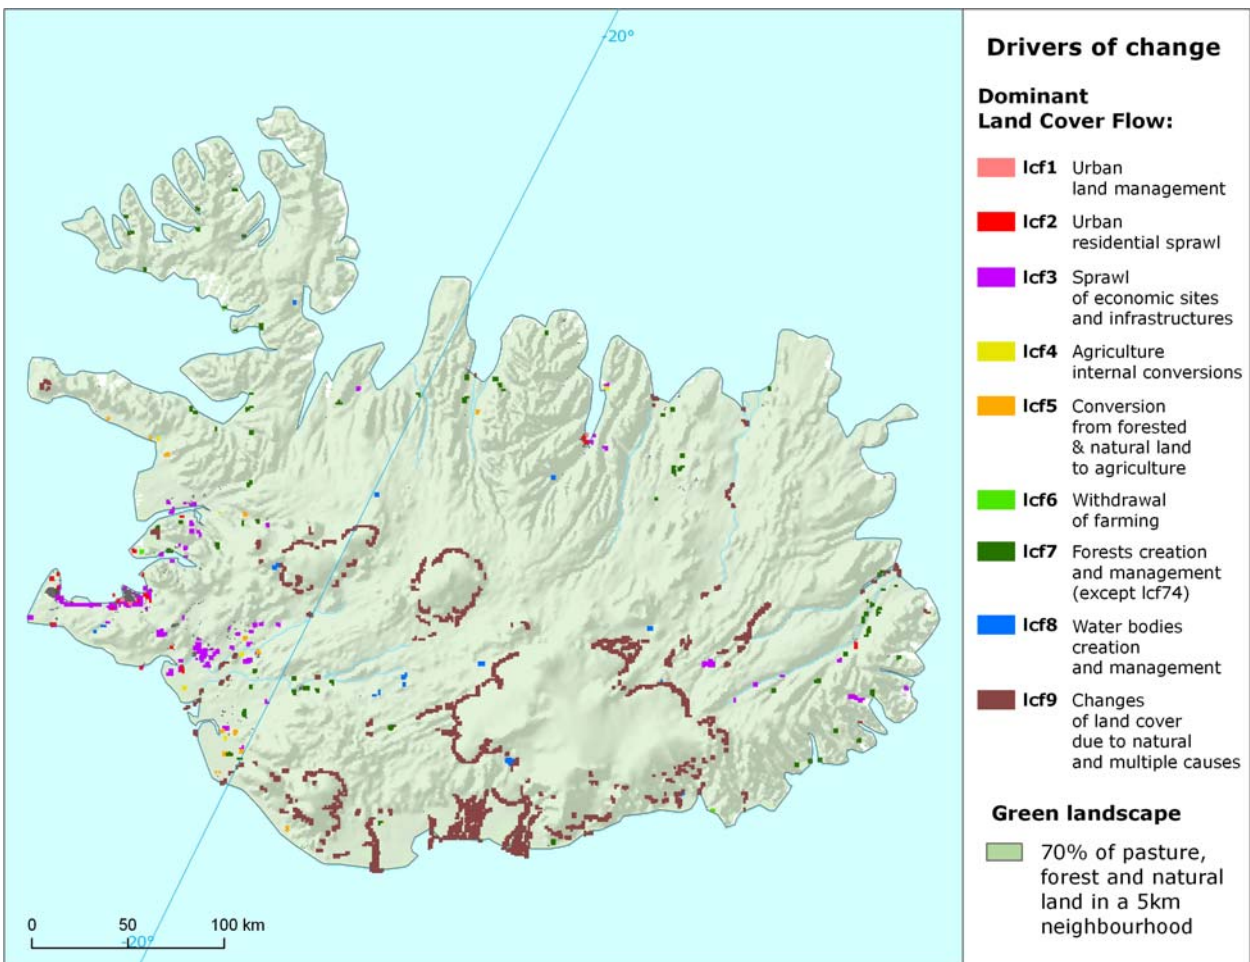 -20°
Drivers of change
Dominant
Land Cover Flow:
lcf1 Urban
land management
lcf2 Urban
residential sprawl
lcf3 Sprawl
of economic sites
and infrastructures
lcf4 Agriculture
internal conversions
lcf5 Conversion
from forested
& natural land
to agriculture
lcf6 Withdrawal
of farming
lcf7 Forests creation
and management
(except lcf74)
lcf8 Water bodies
creation
and management
lcf9 Changes
of land cover
due to natural
and multiple causes
Green landscape
70% of pasture,
forest and natural
land in a 5km
neighbourhood
0 50 100 km
-20°